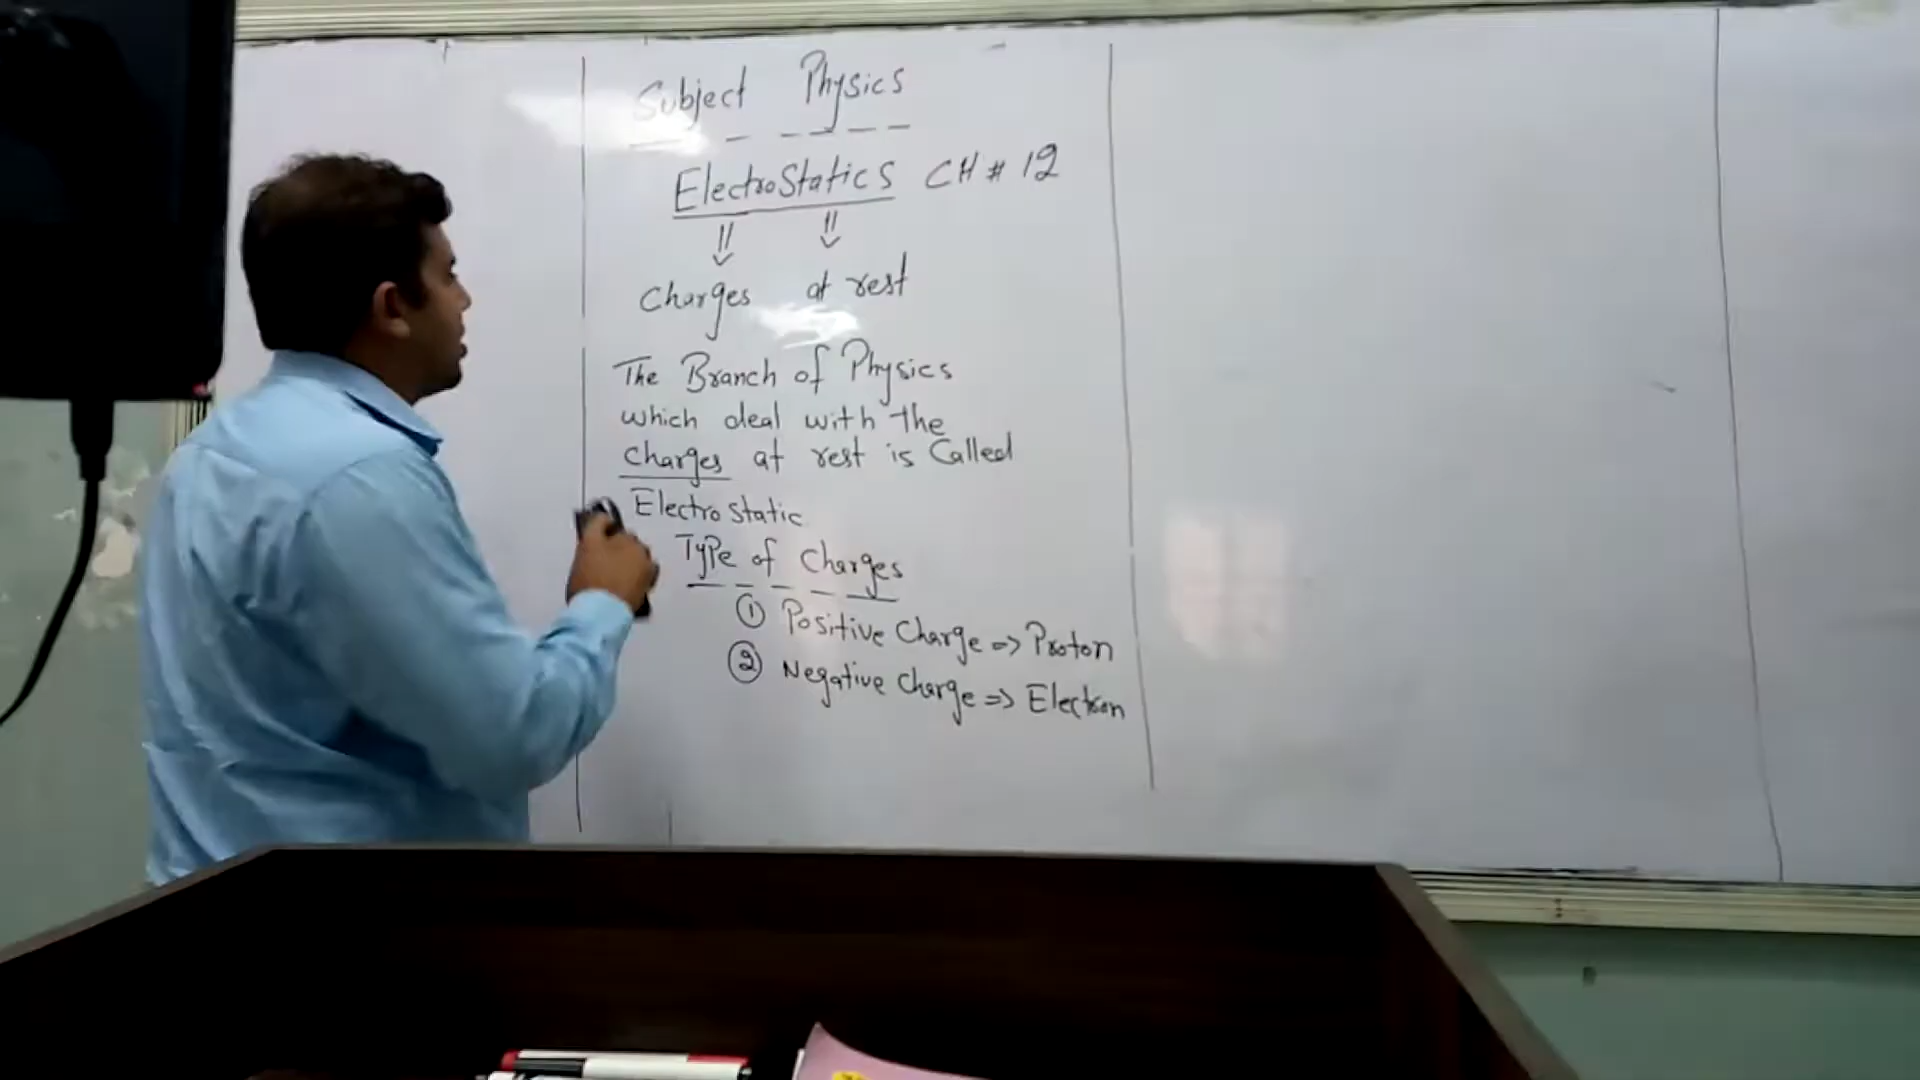 Subject Physics
ElectroStatics CH # 12
Charges at rest
The Branch of Physics
which deal with the
charges at rest is Called
Electrostatic
Type of Charges
① Positive Charge => Proton
② Negative Charge => Electron